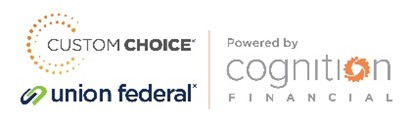 CUSTOM CHOICE
union federal
Powered by
cognition
FINANCIAL